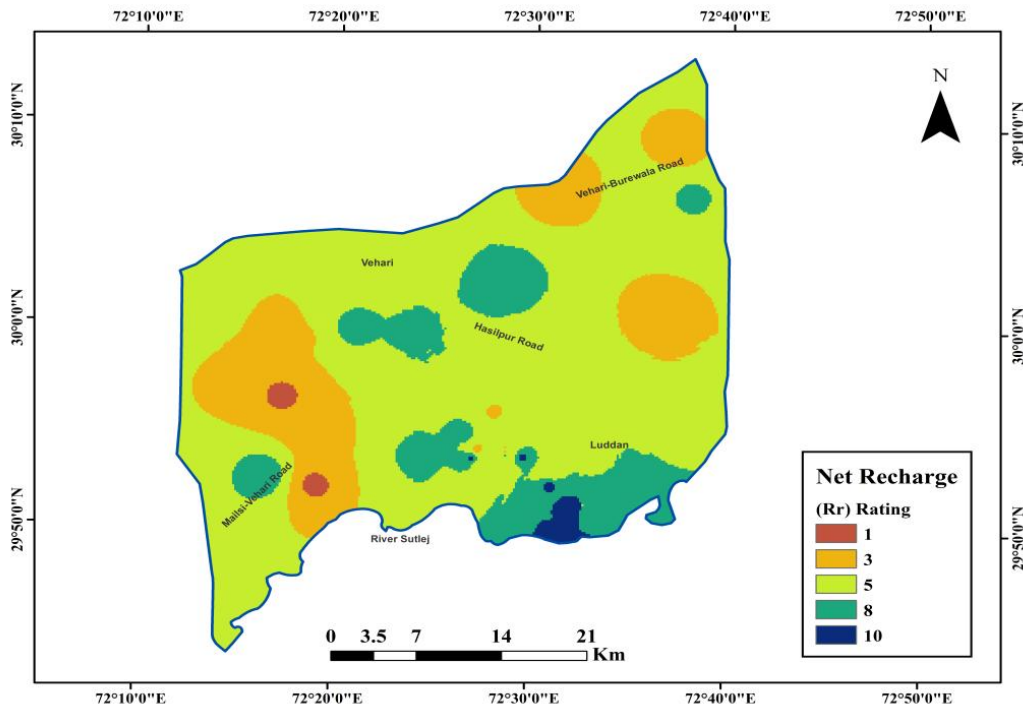 72°10'0"E 72°20'0"E 72°30'0"E 72°40'0"E 72°50'0"E
N
30°10'0"N
30°10'0"N
Vehari-Burewala Road
Vehari
30°0'0"N
30°0'0"N
Hasilpur Road
Luddan
Mailsi-Vehari Road
29°50'0"N
29°50'0"N
River Sutlej
Net Recharge
(Rr) Rating
1
3
5
8
10
0 3.5 7 14 21
Km
72°10'0"E 72°20'0"E 72°30'0"E 72°40'0"E 72°50'0"E